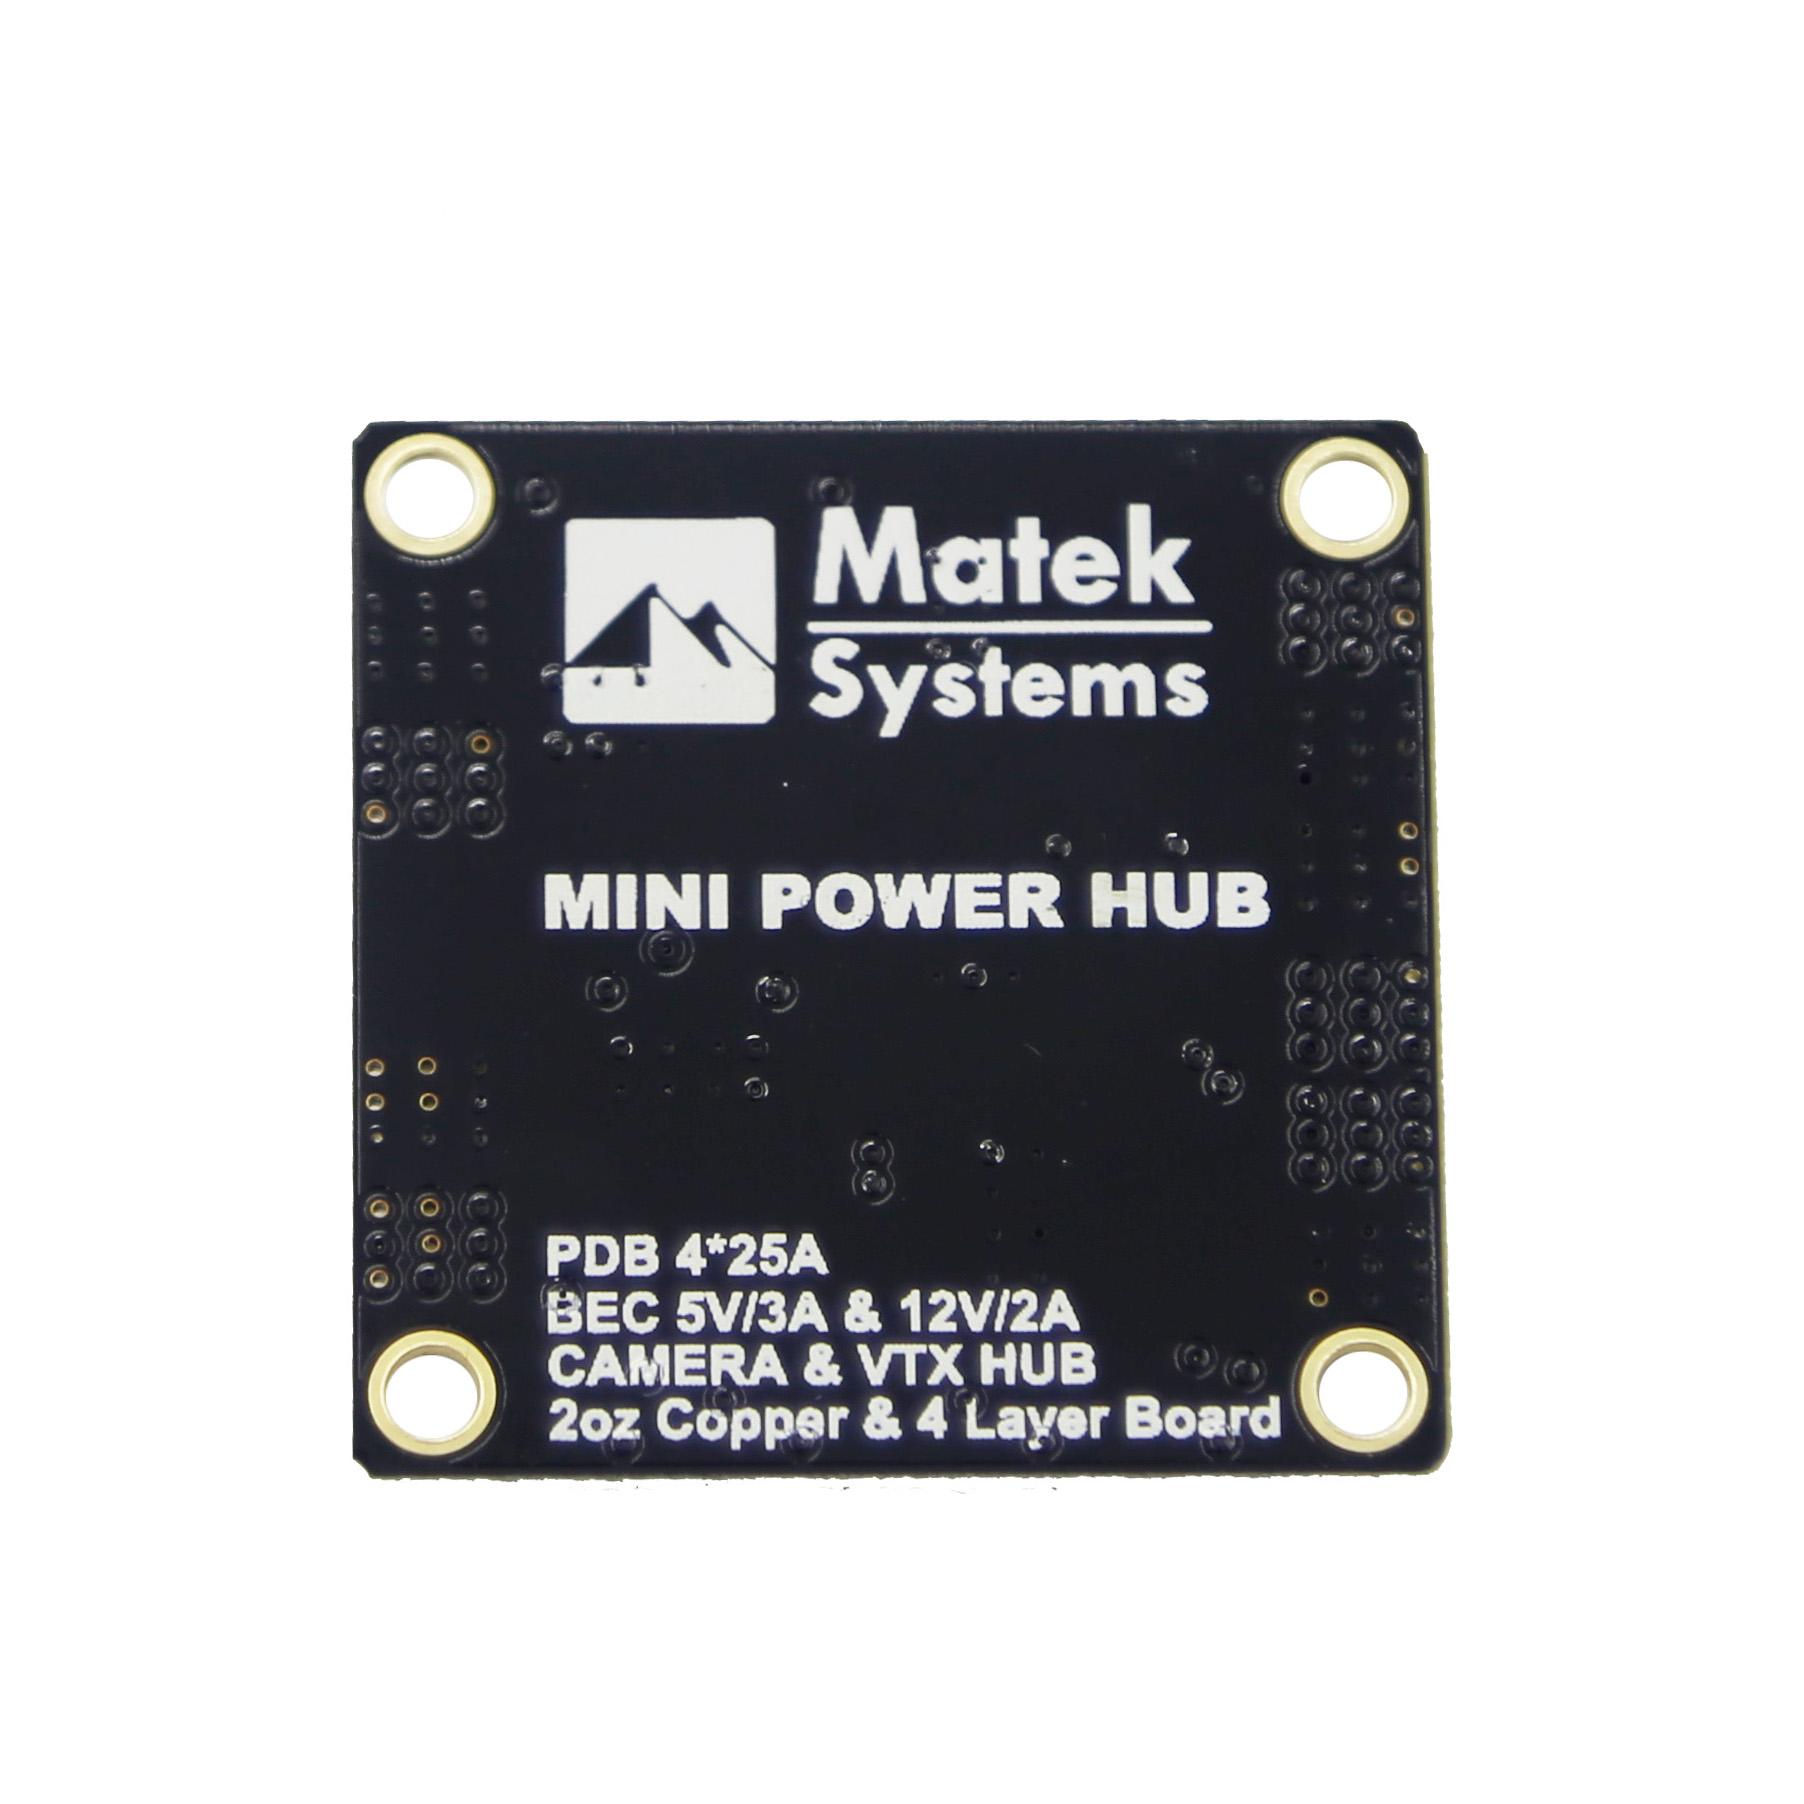 Matek
Systems
MINI POWER HUB
PDB 4*25A
BEC 5V/3A & 12V/2A
CAMERA & VTX HUB
2oz Copper & 4 Layer Board